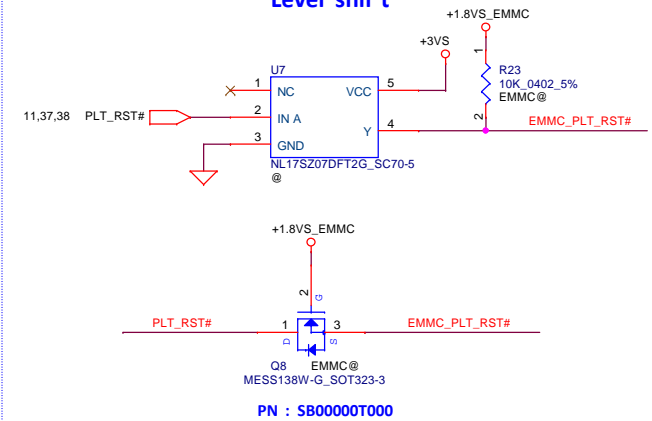 Level shift
+1.8VS_EMMC
+3VS
1
U7
R23
1 NC VCC 5
10K_0402_5%
EMMC@
11,37,38 PLT_RST# 2 IN A
2
EMMC_PLT_RST#
3 GND Y 4
NL17SZ07DFT2G_SC70-5
@
+1.8VS_EMMC
2 G
PLT_RST# 1 3 EMMC_PLT_RST#
D S
Q8 EMMC@
MESS138W-G_SOT323-3
PN : SB00000T000